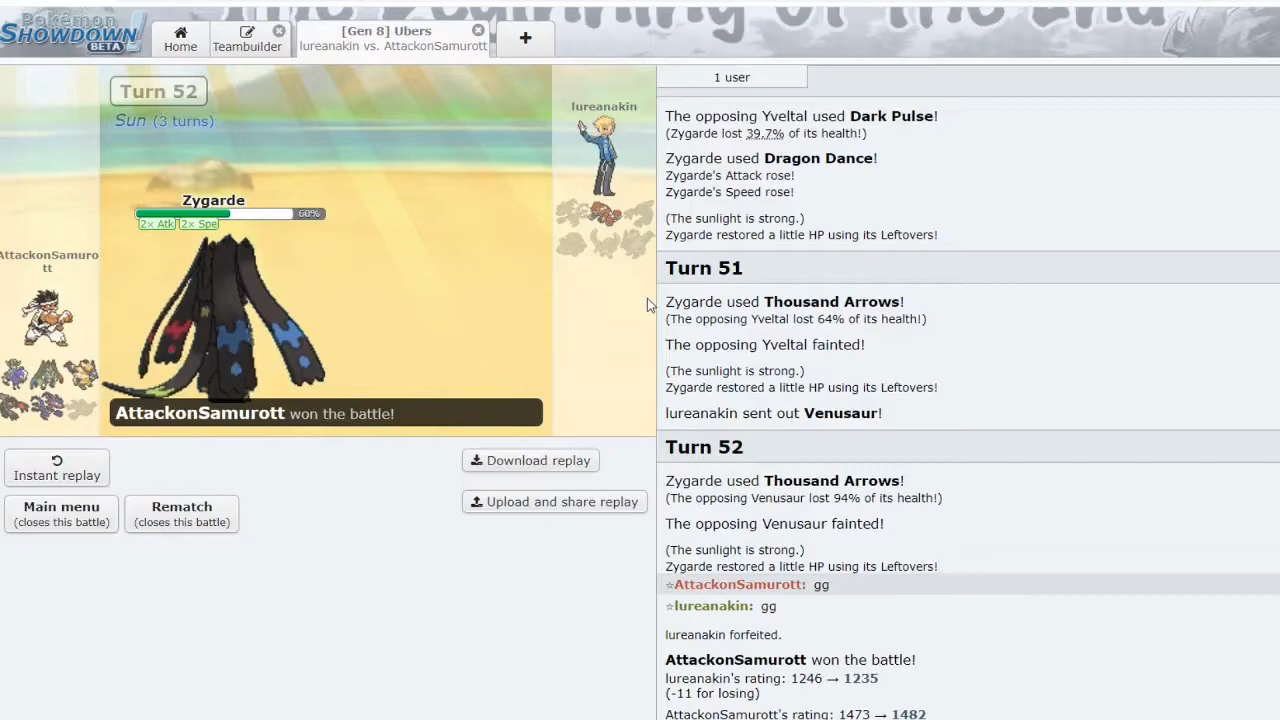 The Beginning of the End
Pokémon
SHOWDOWN
BETA
Home
Teambuilder
[Gen 8] Ubers
lureanakin vs. AttackonSamurott
+
1 user
Turn 52
Sun (3 turns)
lureanakin
Zygarde
60%
2× Atk 2× Spe
AttackonSamuro
tt
AttackonSamurott won the battle!
Instant replay
Download replay
Upload and share replay
Main menu
(closes this battle)
Rematch
(closes this battle)
The opposing Yveltal used Dark Pulse!
(Zygarde lost 39.7% of its health!)
Zygarde used Dragon Dance!
Zygarde's Attack rose!
Zygarde's Speed rose!
(The sunlight is strong.)
Zygarde restored a little HP using its Leftovers!
Turn 51
Zygarde used Thousand Arrows!
(The opposing Yveltal lost 64% of its health!)
The opposing Yveltal fainted!
(The sunlight is strong.)
Zygarde restored a little HP using its Leftovers!
lureanakin sent out Venusaur!
Turn 52
Zygarde used Thousand Arrows!
(The opposing Venusaur lost 94% of its health!)
The opposing Venusaur fainted!
(The sunlight is strong.)
Zygarde restored a little HP using its Leftovers!
☆AttackonSamurott: gg
☆lureanakin: gg
lureanakin forfeited.
AttackonSamurott won the battle!
lureanakin's rating: 1246 → 1235
(-11 for losing)
AttackonSamurott's rating: 1473 → 1482